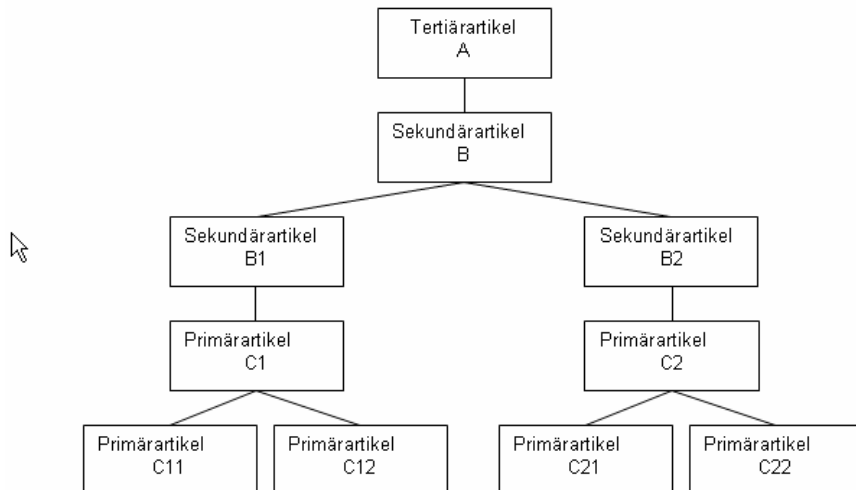 Tertiärartikel
A
Sekundärartikel
B
Sekundärartikel
B1
Sekundärartikel
B2
Primärartikel
C1
Primärartikel
C2
Primärartikel
C11
Primärartikel
C12
Primärartikel
C21
Primärartikel
C22